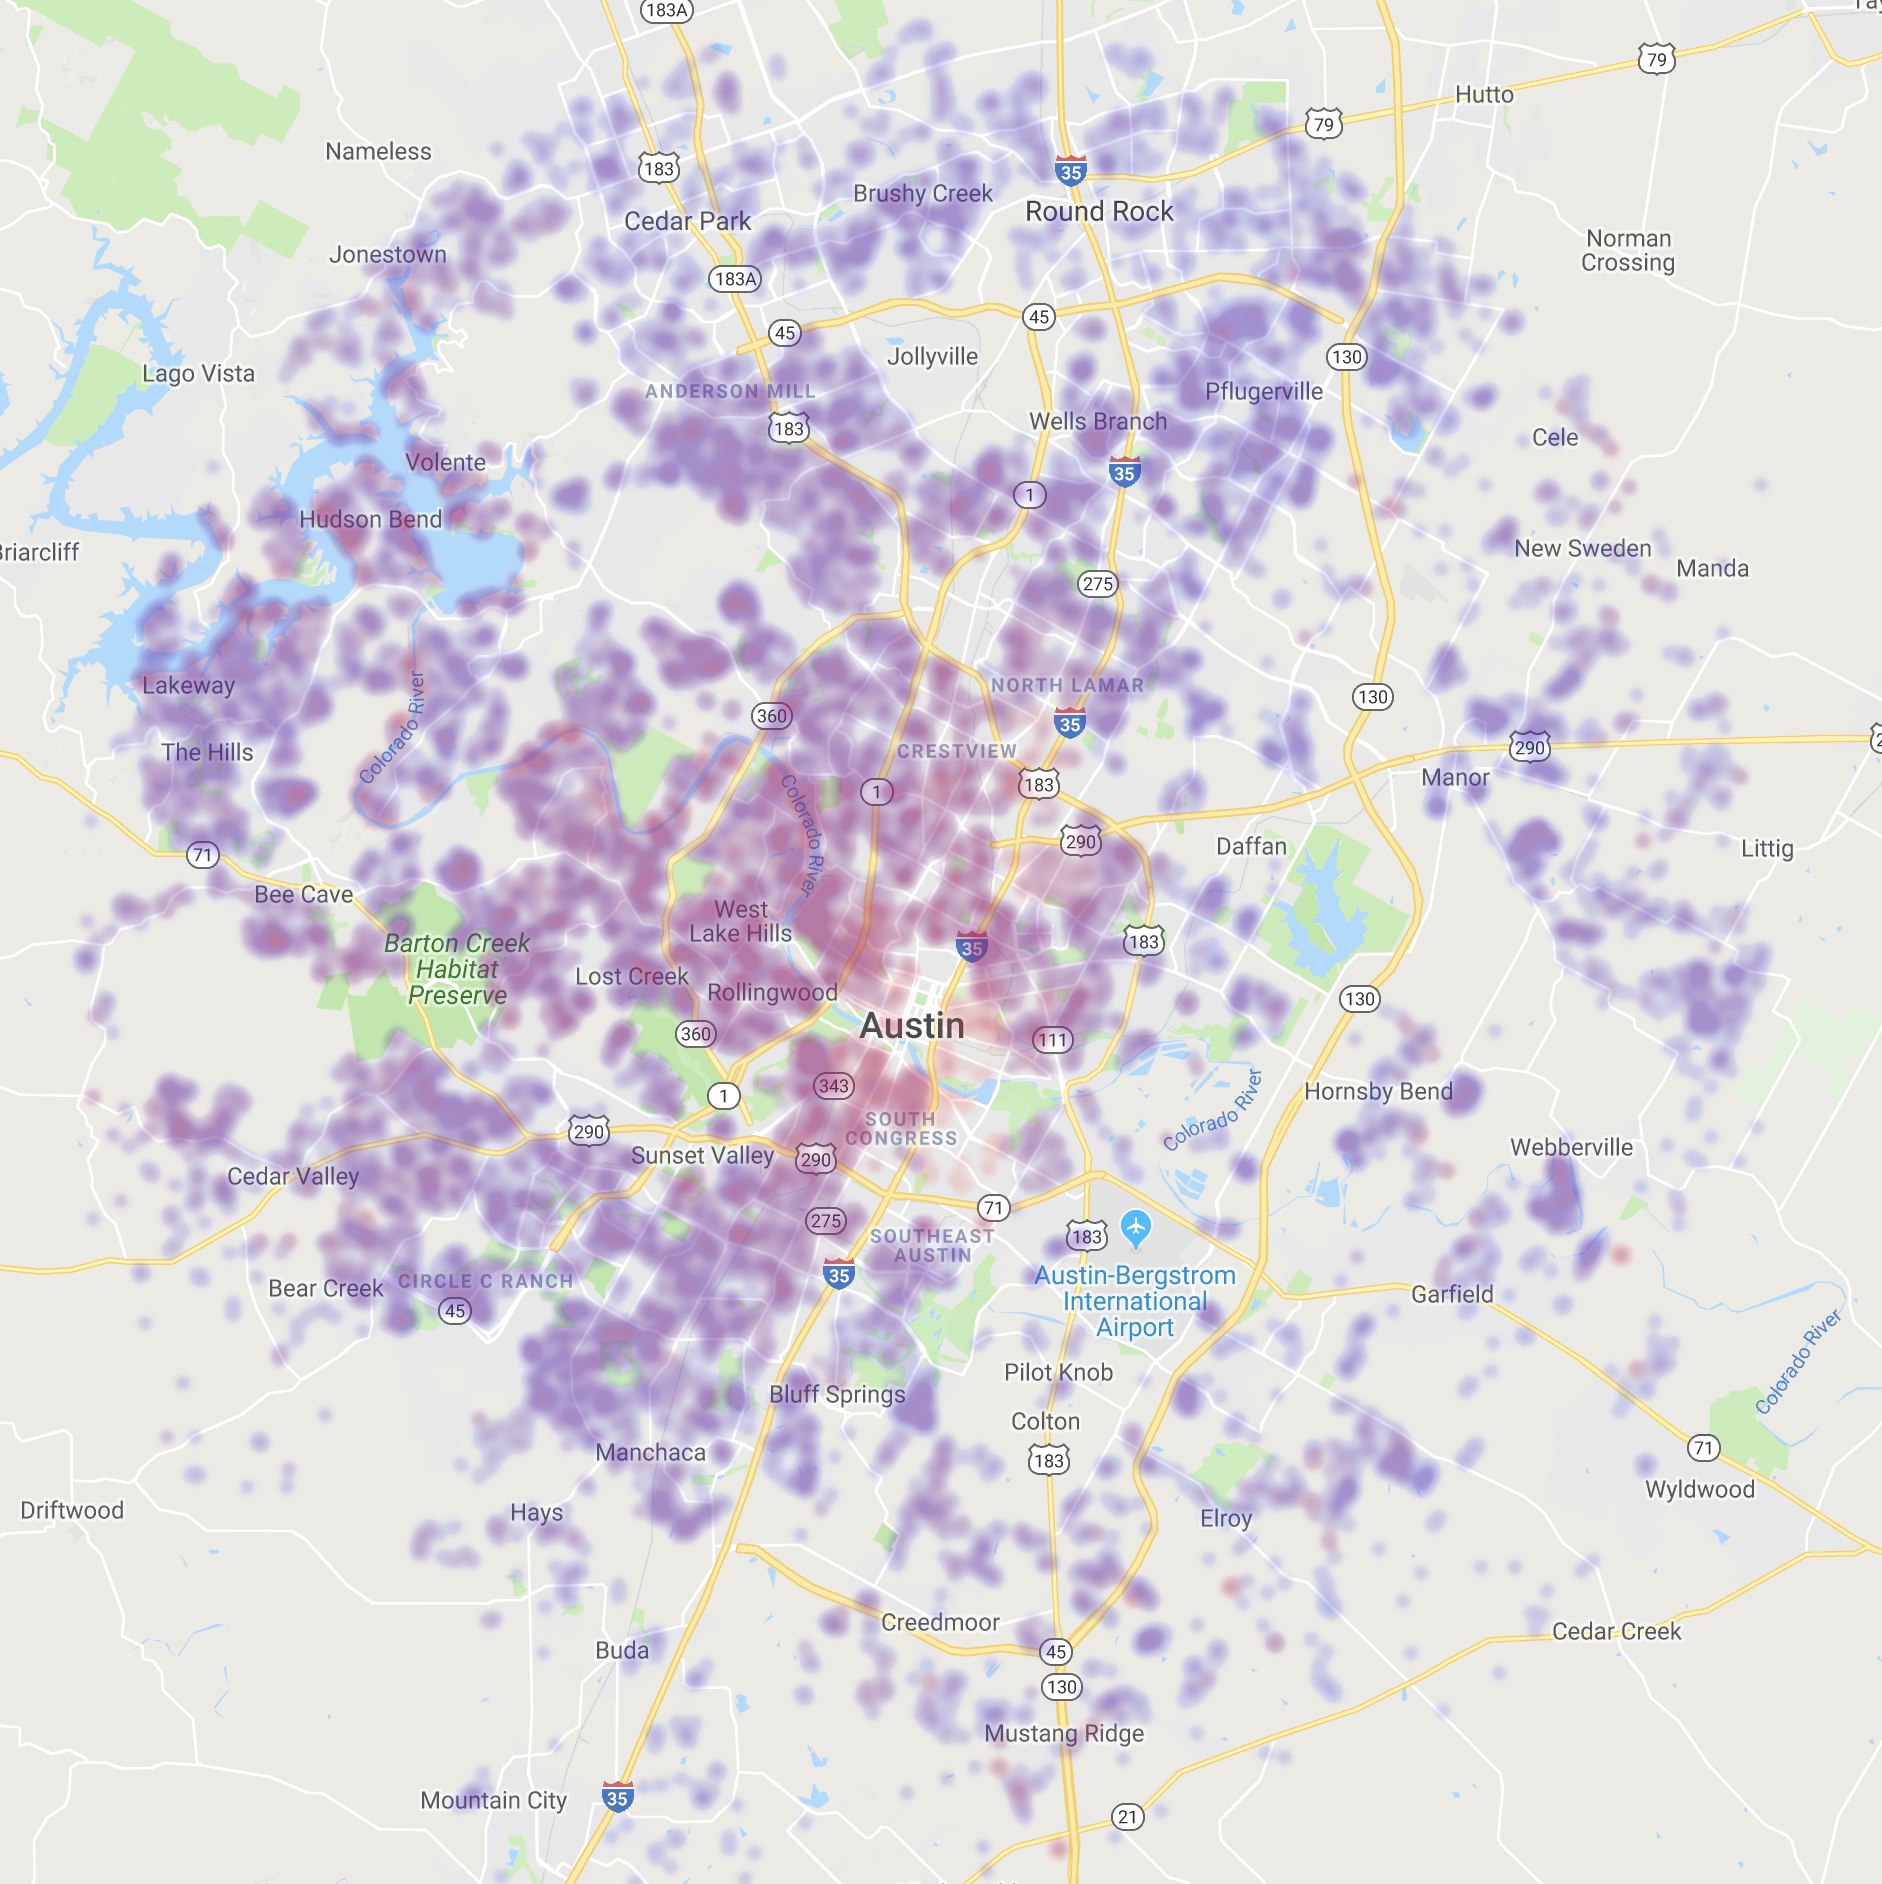 183A
79
Hutto
79
Nameless
183
35
Brushy Creek
Round Rock
Cedar Park
Norman
Crossing
Jonestown
183A
45
45
Jollyville
130
Lago Vista
ANDERSON MILL
Pflugerville
183
Wells Branch
Cele
Volente
35
1
Hudson Bend
New Sweden
Manda
Briarcliff
275
Lakeway
NORTH LAMAR
130
Colorado River
360
35
The Hills
CRESTVIEW
290
Manor
183
1
Colorado River
290
Daffan
Littig
71
Bee Cave
West
Lake Hills
Barton Creek
Habitat
Preserve
35
183
Lost Creek
Rollingwood
130
Austin
360
111
343
1
Hornsby Bend
Colorado River
SOUTH
CONGRESS
290
Sunset Valley
290
Webberville
Cedar Valley
71
275
183
SOUTHEAST
AUSTIN
35
Austin-Bergstrom
International
Airport
Bear Creek
CIRCLE C RANCH
45
Garfield
Colorado River
Pilot Knob
Bluff Springs
Colton
Manchaca
183
71
Wyldwood
Driftwood
Hays
Elroy
Creedmoor
Cedar Creek
Buda
45
130
Mustang Ridge
Mountain City
35
21